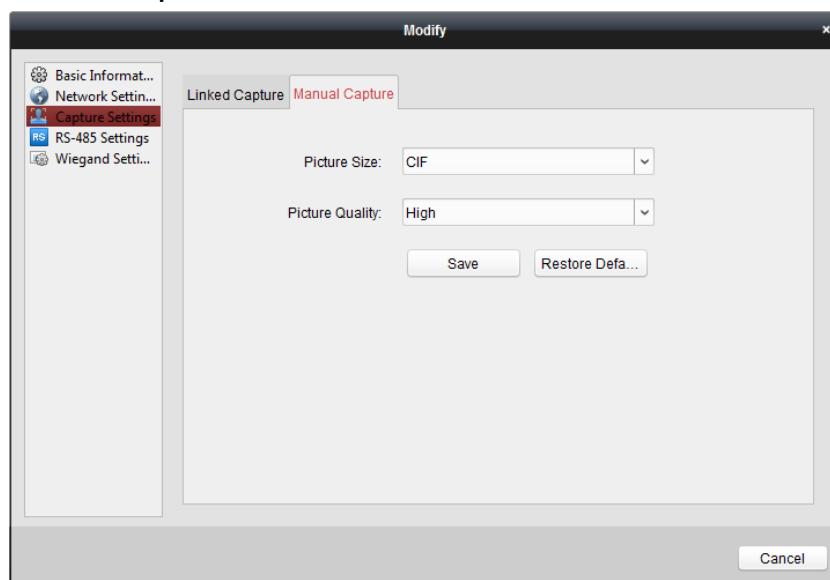 Modify
x
Basic Informat...
Network Settin...
Capture Settings
RS RS-485 Settings
Wiegand Setti...
Linked Capture Manual Capture
Picture Size: CIF
Picture Quality: High
Save Restore Defa...
Cancel